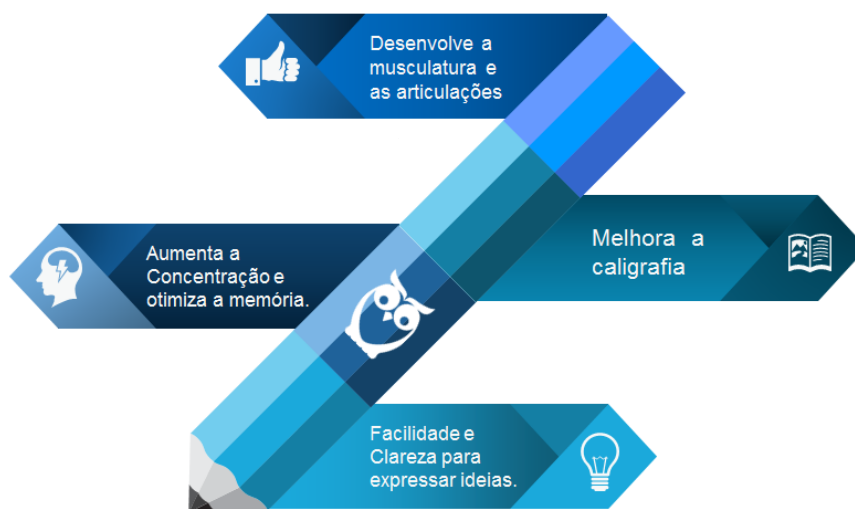 Desenvolve a
musculatura e
as articulações
Melhora a
caligrafia
Aumenta a
Concentração e
otimiza a memória.
Facilidade e
Clareza para
expressar ideias.